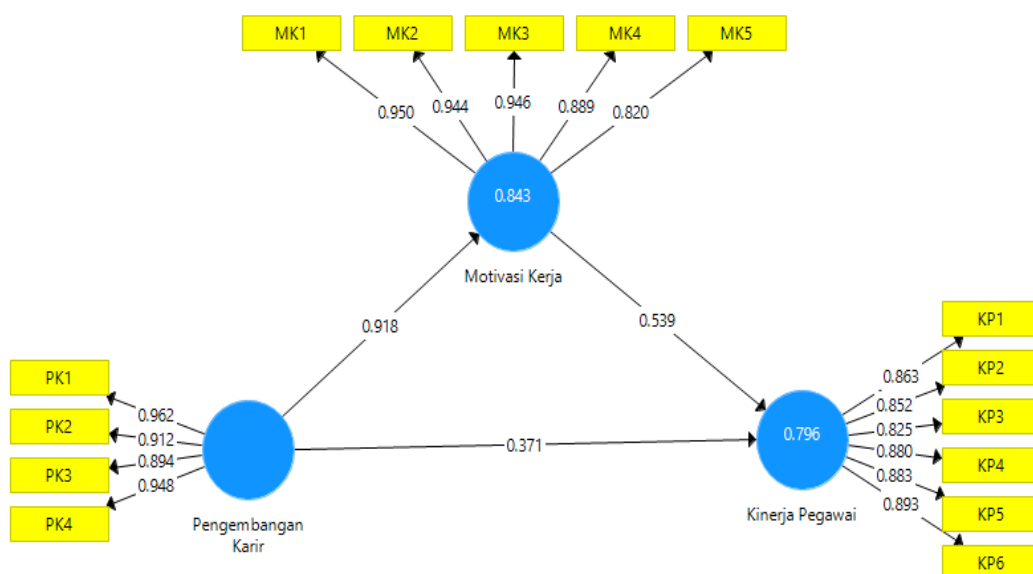 MK1
MK2
MK3
MK4
MK5
0.950
0.944
0.946
0.889
0.820
0.843
Motivasi Kerja
0.918
0.539
PK1
PK2
PK3
PK4
0.962
0.912
0.894
0.948
Pengembangan
Karir
0.371
0.796
Kinerja Pegawai
0.863
0.852
0.825
0.880
0.883
0.893
KP1
KP2
KP3
KP4
KP5
KP6